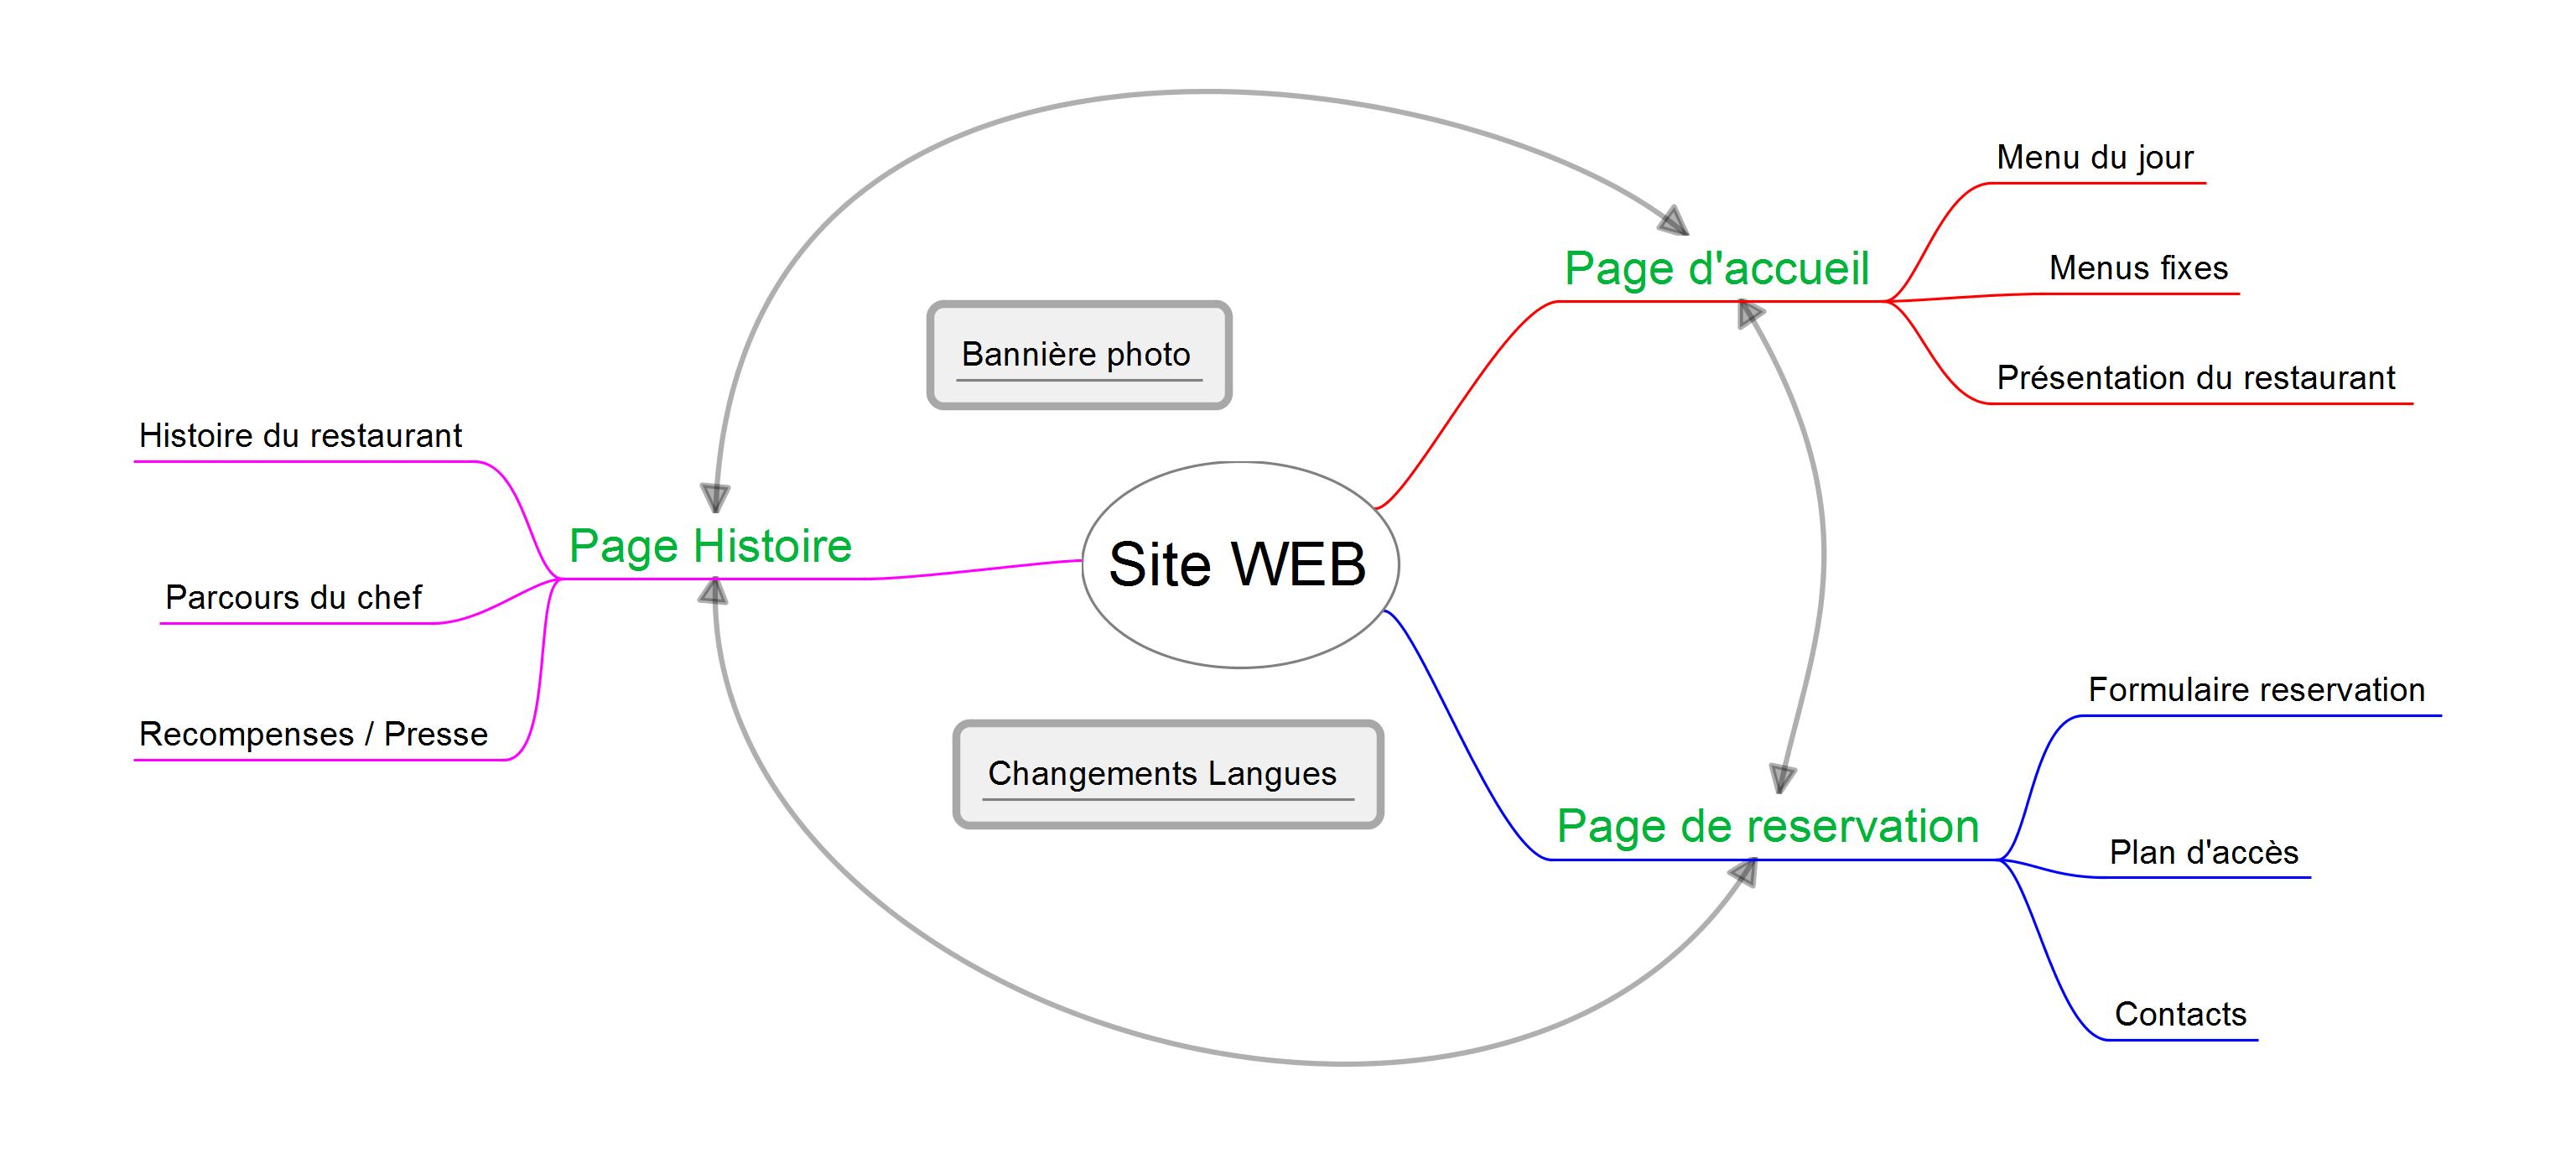 Menu du jour
Page d'accueil
Menus fixes
Bannière photo
Présentation du restaurant
Histoire du restaurant
Page Histoire
Site WEB
Parcours du chef
Recompenses / Presse
Formulaire reservation
Changements Langues
Page de reservation
Plan d'accès
Contacts